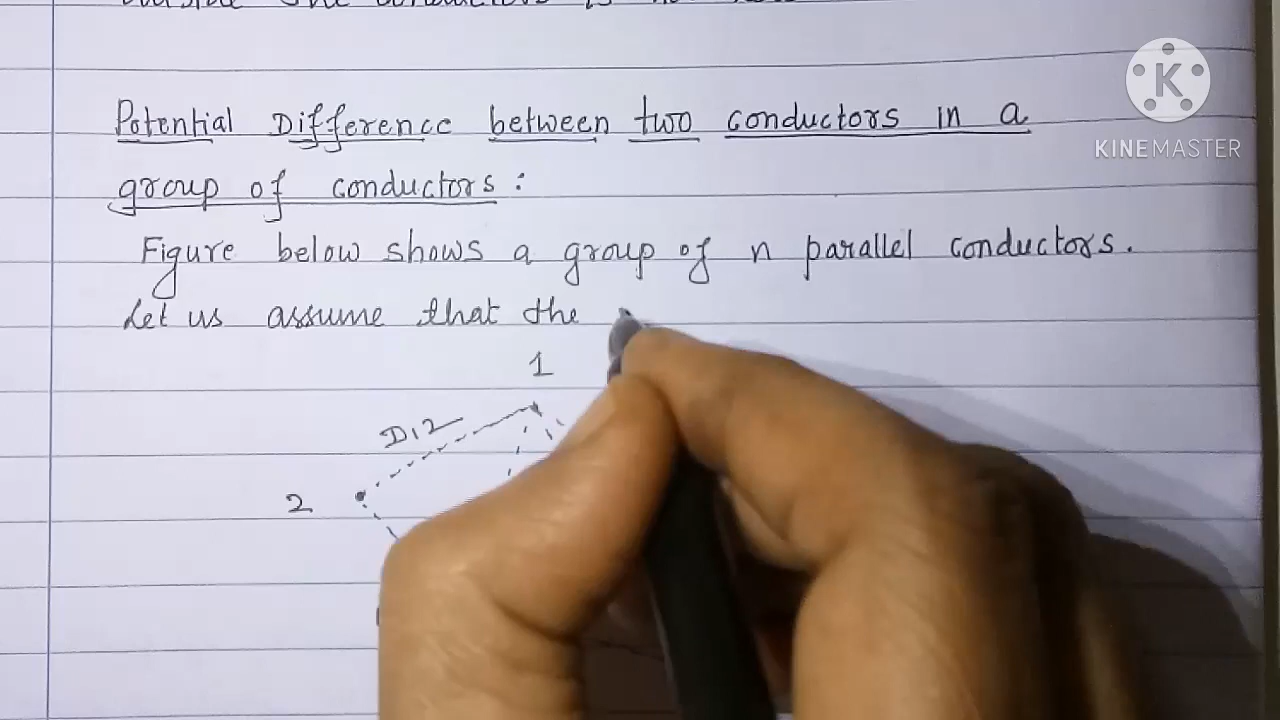 Potential Difference between two conductors in a
group of conductors :
Figure below shows a group of n parallel conductors.
Let us assume that the
1
D12
2
K
KINEMASTER